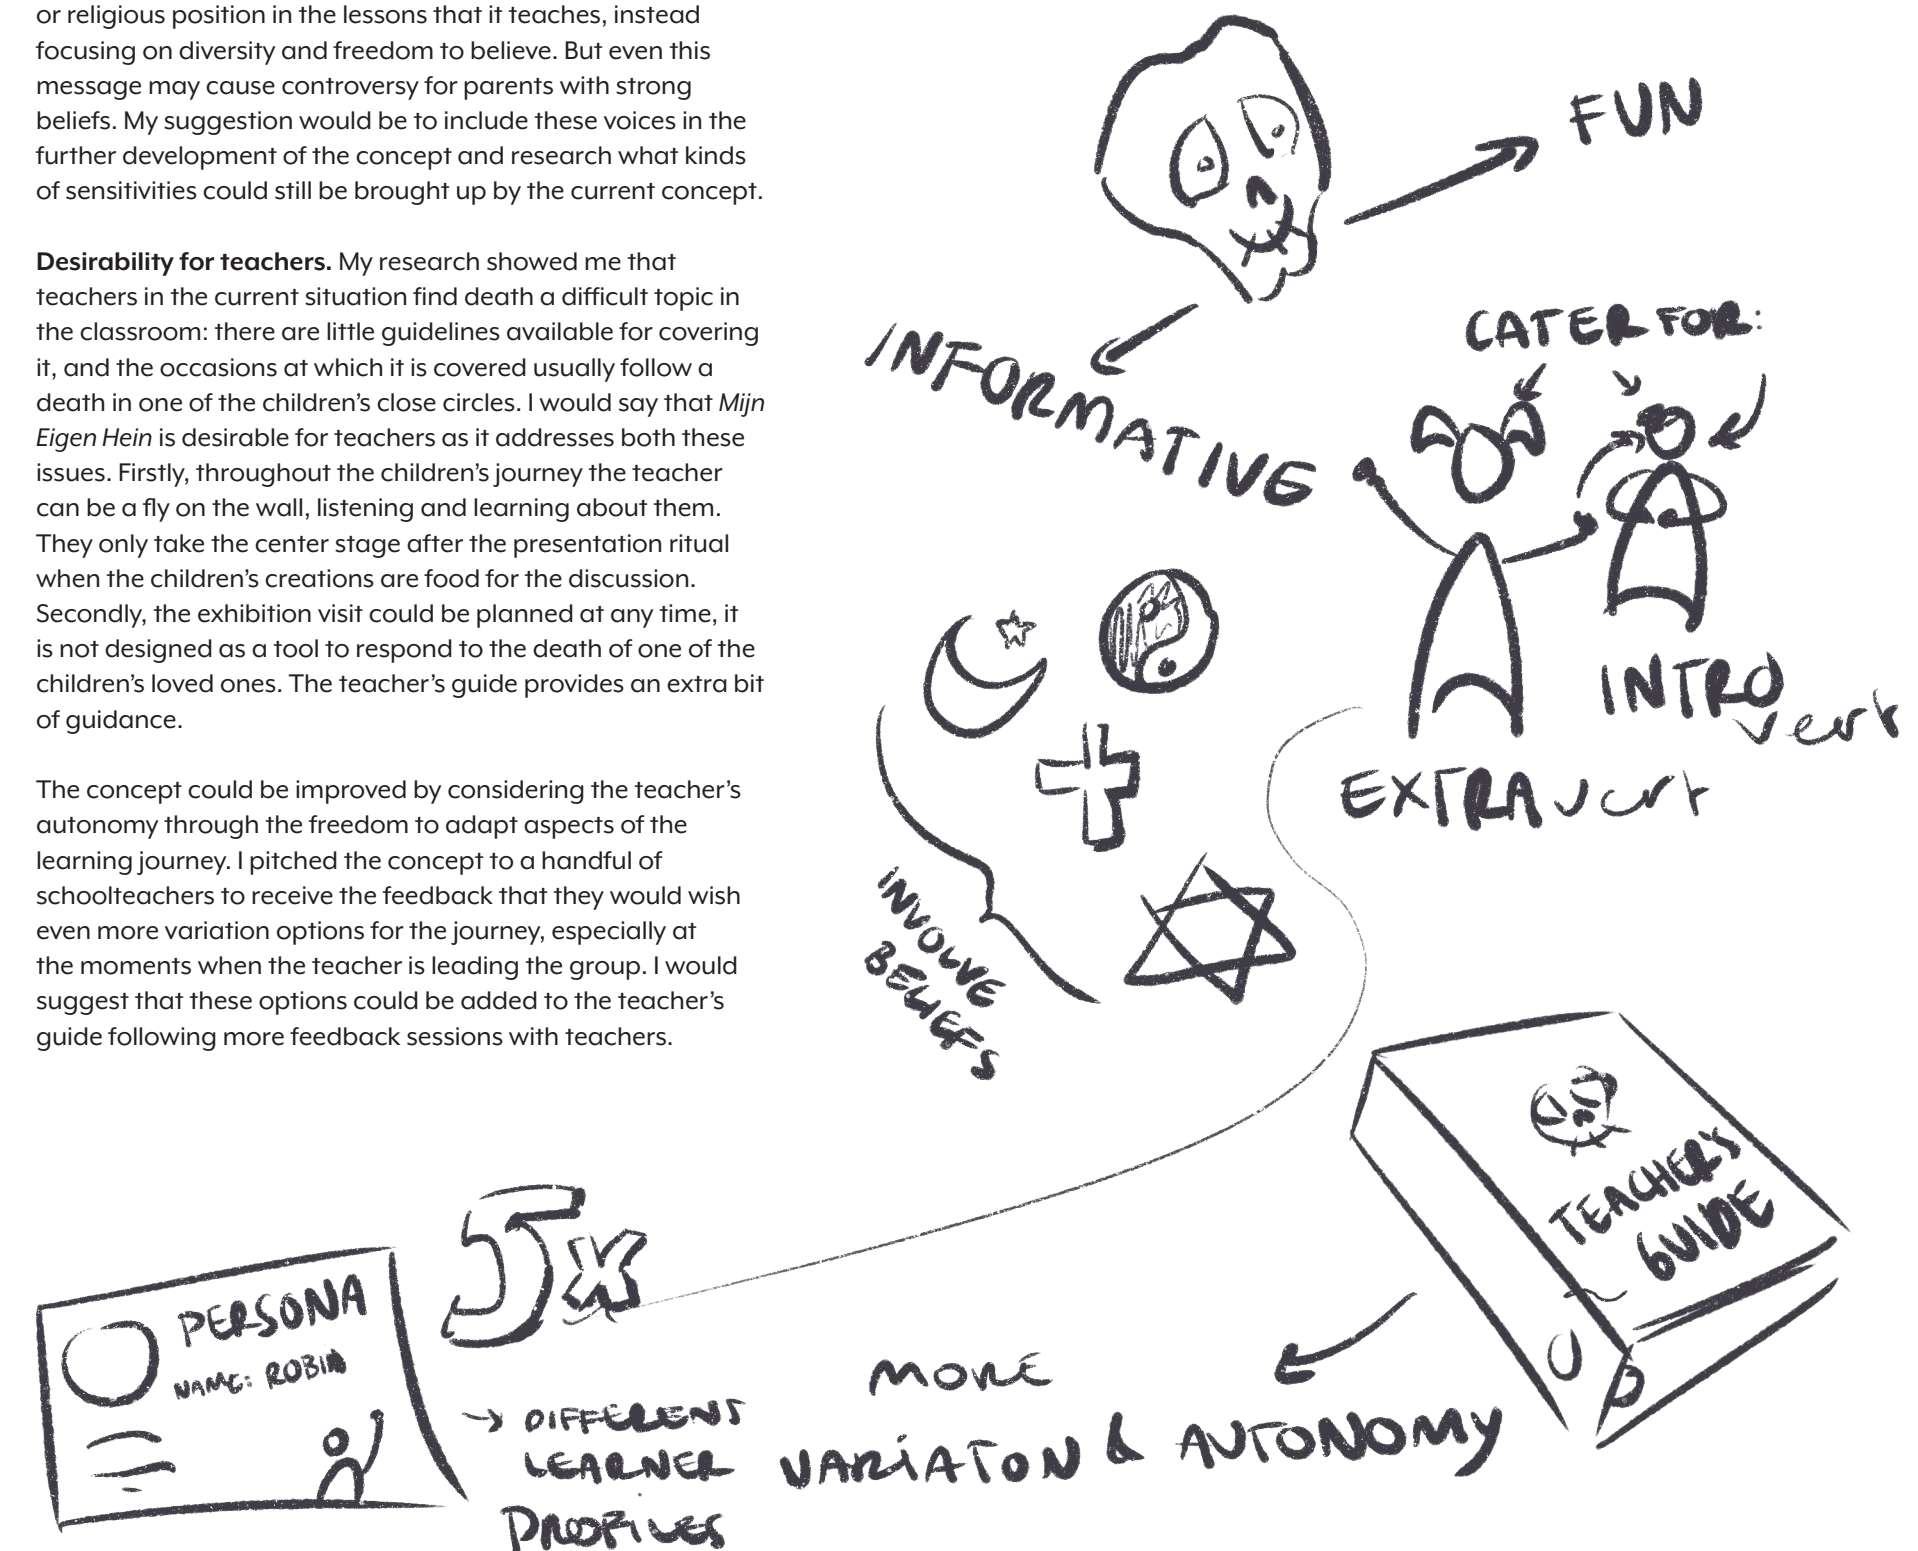 or religious position in the lessons that it teaches, instead
focusing on diversity and freedom to believe. But even this
message may cause controversy for parents with strong
beliefs. My suggestion would be to include these voices in the
further development of the concept and research what kinds
of sensitivities could still be brought up by the current concept.
Desirability for teachers. My research showed me that
teachers in the current situation find death a difficult topic in
the classroom: there are little guidelines available for covering
it, and the occasions at which it is covered usually follow a
death in one of the children’s close circles. I would say that Mijn
Eigen Hein is desirable for teachers as it addresses both these
issues. Firstly, throughout the children’s journey the teacher
can be a fly on the wall, listening and learning about them.
They only take the center stage after the presentation ritual
when the children’s creations are food for the discussion.
Secondly, the exhibition visit could be planned at any time, it
is not designed as a tool to respond to the death of one of the
children’s loved ones. The teacher’s guide provides an extra bit
of guidance.
The concept could be improved by considering the teacher’s
autonomy through the freedom to adapt aspects of the
learning journey. I pitched the concept to a handful of
schoolteachers to receive the feedback that they would wish
even more variation options for the journey, especially at
the moments when the teacher is leading the group. I would
suggest that these options could be added to the teacher’s
guide following more feedback sessions with teachers.
FUN
INFORMATIVE
CATER FOR:
INTRO
vert
EXTRAvert
INVOLVE
BELIEFS
TEACHER'S
GUIDE
5x
PERSONA
NAME: ROBIN
→ DIFFERENT
LEARNER
PROFILES
MORE
VARIATON & AUTONOMY